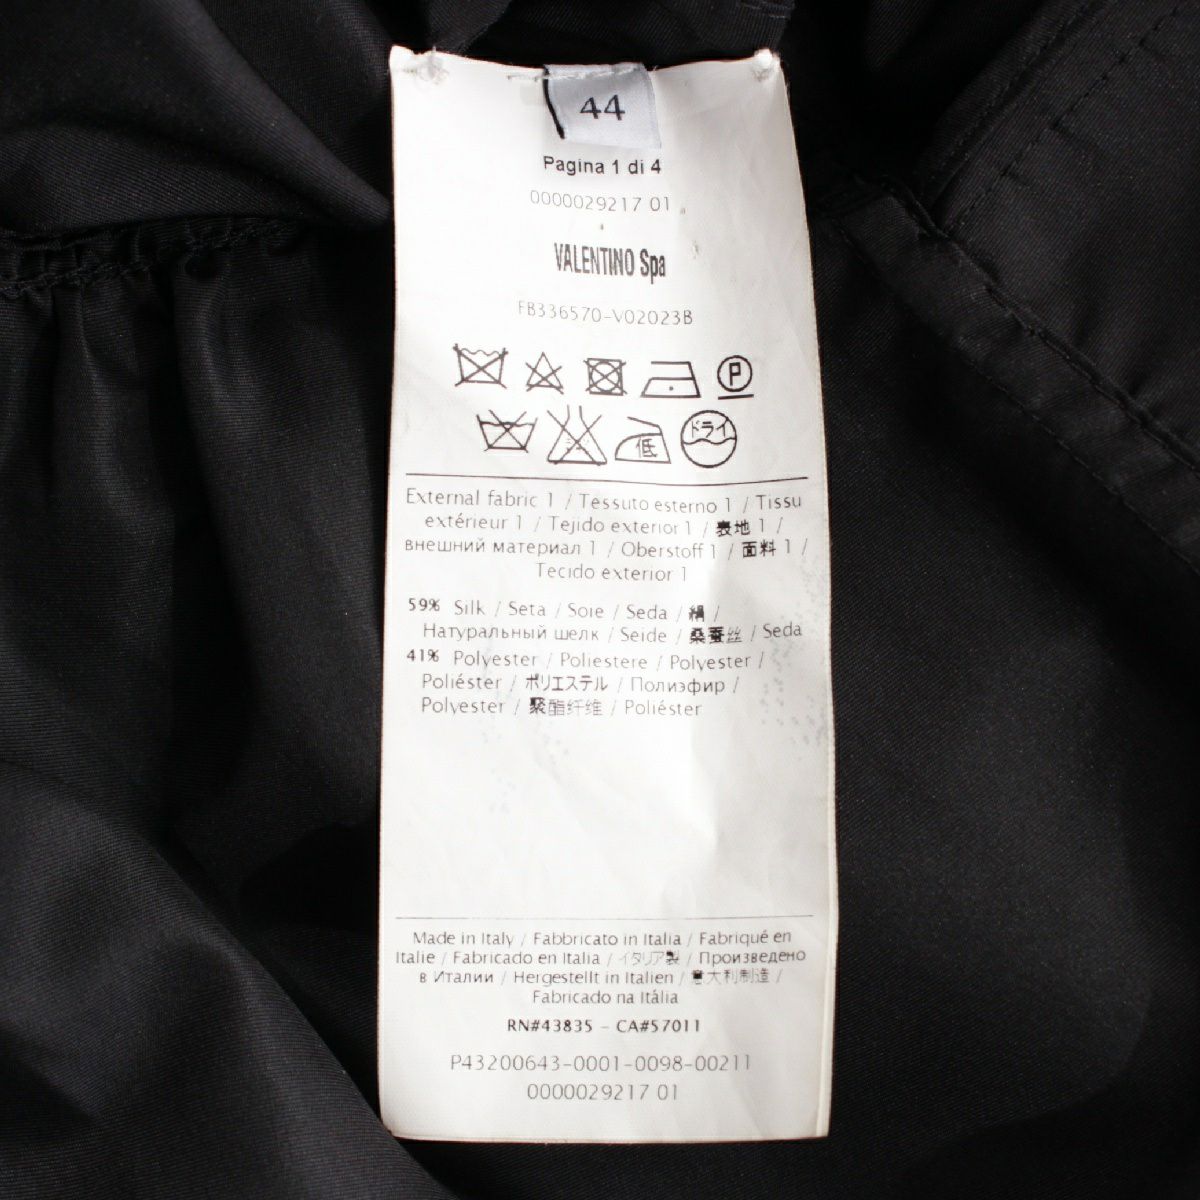 44
Pagina 1 di 4
0000029217 01
VALENTINO Spa
FB336570-V02023B
P
低 ドライ
External fabric 1 / Tessuto esterno 1 / Tissu
extérieur 1 / Tejido exterior 1 / 表地 1 /
внешний материал 1 / Oberstoff 1 / 面料 1 /
Tecido exterior 1
59% Silk / Seta / Soie / Seda / 絹 /
Натуральный шелк / Seide / 桑蚕丝 / Seda
41% Polyester / Poliestere / Polyester /
Poliéster / ポリエステル / Полиэфир /
Polyester / 聚酯纤维 / Poliéster
Made in Italy / Fabbricato in Italia / Fabriqué en
Italie / Fabricado en Italia / イタリア製 / Произведено
в Италии / Hergestellt in Italien / 意大利制造 /
Fabricado na Itália
RN#43835 - CA#57011
P43200643-0001-0098-00211
0000029217 01